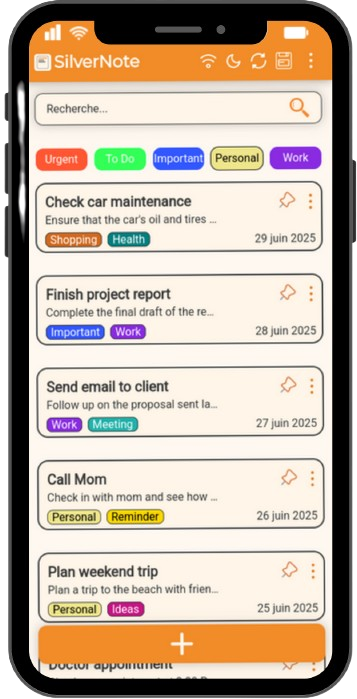 SilverNote
Recherche...
Urgent
To Do
Important
Personal
Work
Check car maintenance
Ensure that the car's oil and tires ...
Shopping
Health
29 juin 2025
Finish project report
Complete the final draft of the re...
Important
Work
28 juin 2025
Send email to client
Follow up on the proposal sent la...
Work
Meeting
27 juin 2025
Call Mom
Check in with mom and see how ...
Personal
Reminder
26 juin 2025
Plan weekend trip
Plan a trip to the beach with frien...
Personal
Ideas
25 juin 2025
+
Doctor appointment